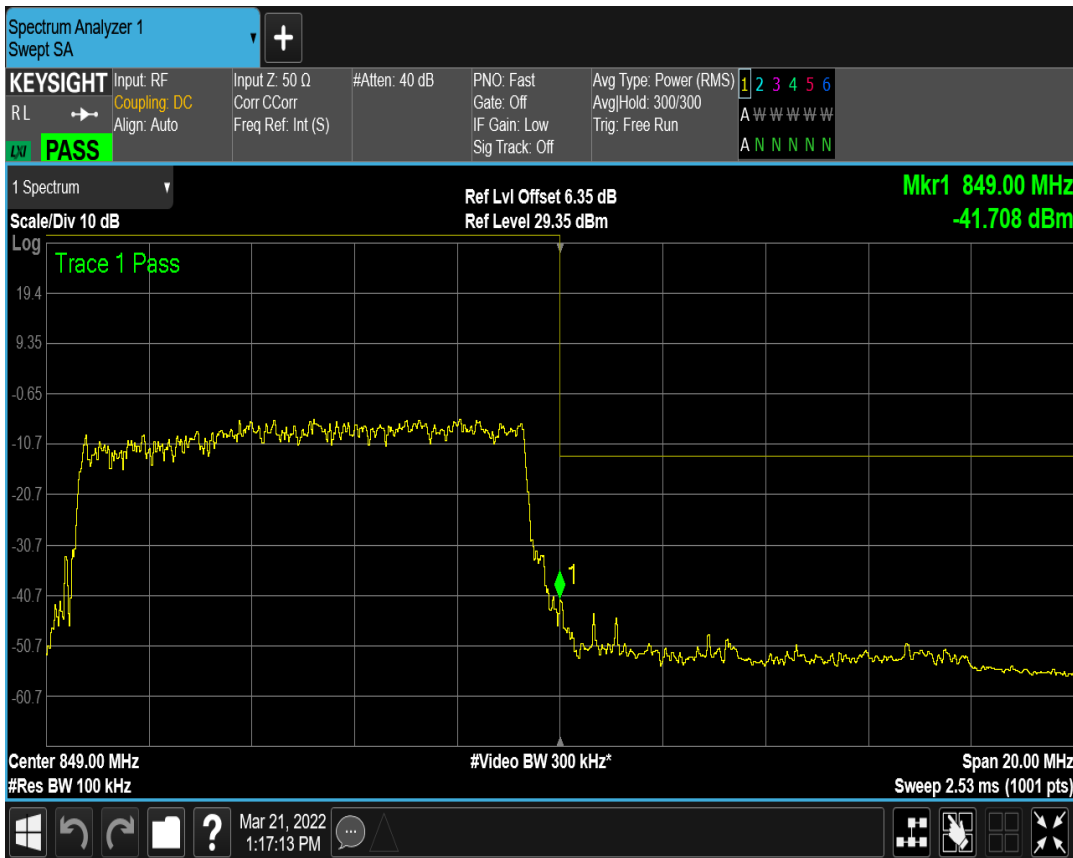 Spectrum Analyzer 1
Swept SA
KEYSIGHT
R L
LXI
PASS
Input: RF
Coupling: DC
Align: Auto
Input Z: 50 Ω
Corr CCorr
Freq Ref: Int (S)
#Atten: 40 dB
PNO: Fast
Gate: Off
IF Gain: Low
Sig Track: Off
Avg Type: Power (RMS)
Avg|Hold: 300/300
Trig: Free Run
1 2 3 4 5 6
A W W W W W
A N N N N N
1 Spectrum
Scale/Div 10 dB
Ref Lvl Offset 6.35 dB
Ref Level 29.35 dBm
Mkr1 849.00 MHz
-41.708 dBm
Log
Trace 1 Pass
19.4
9.35
-0.65
-10.7
-20.7
-30.7
-40.7
-50.7
-60.7
1
Center 849.00 MHz
#Video BW 300 kHz*
Span 20.00 MHz
#Res BW 100 kHz
Sweep 2.53 ms (1001 pts)
?
Mar 21, 2022
1:17:13 PM